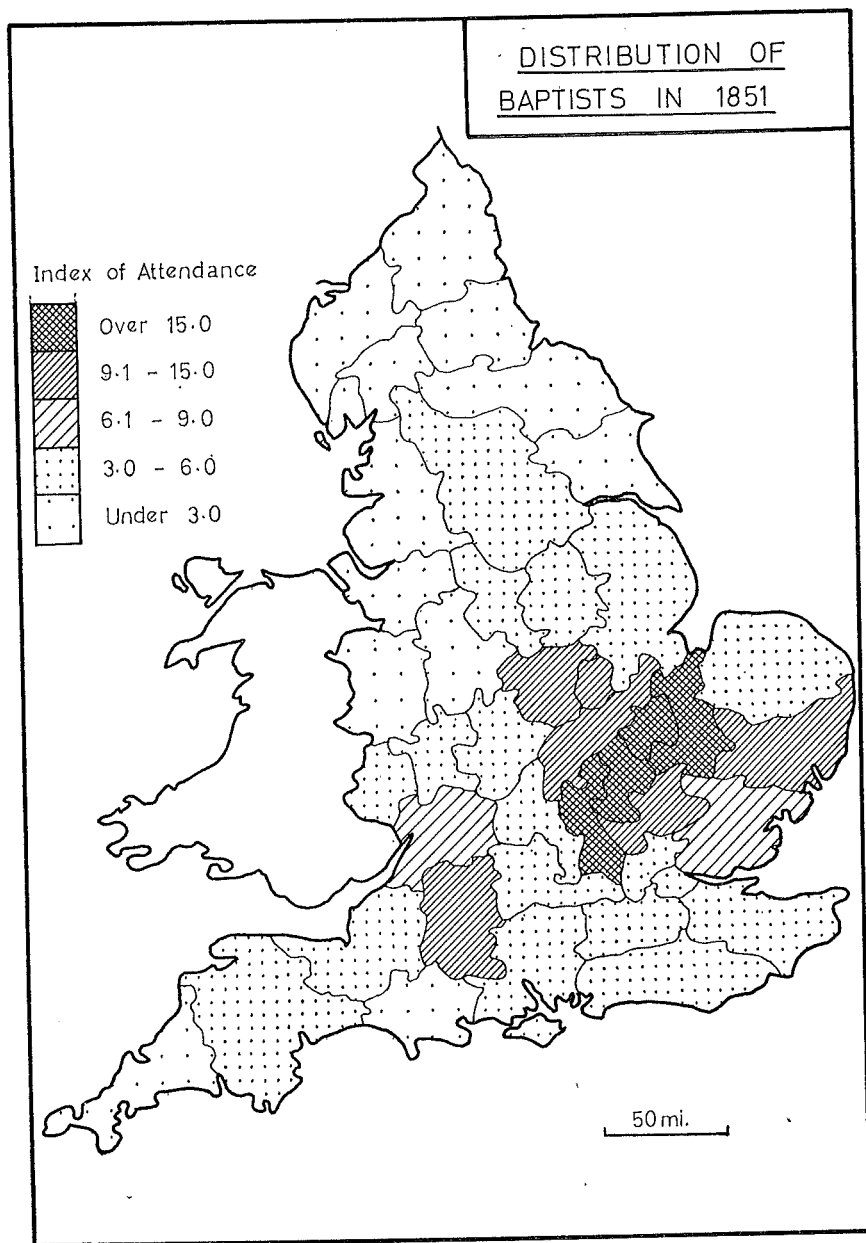 DISTRIBUTION OF
BAPTISTS IN 1851
Index of Attendance
Over 15·0
9·1 - 15·0
6·1 - 9·0
3·0 - 6·0
Under 3·0
50 mi.